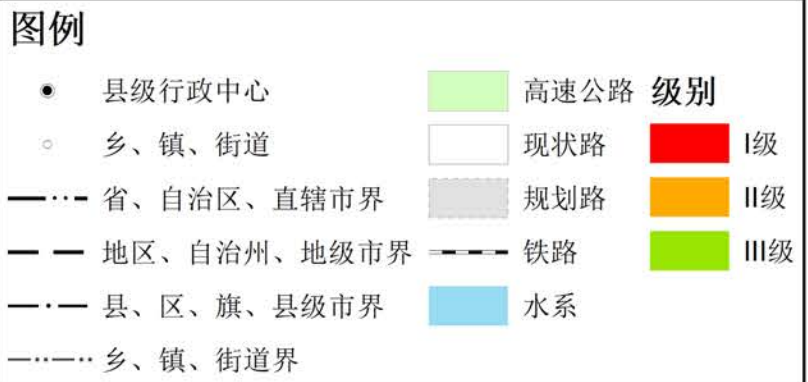 图例
县级行政中心
乡、镇、街道
省、自治区、直辖市界
地区、自治州、地级市界
县、区、旗、县级市界
乡、镇、街道界
高速公路
现状路
规划路
铁路
水系
级别
I级
II级
III级